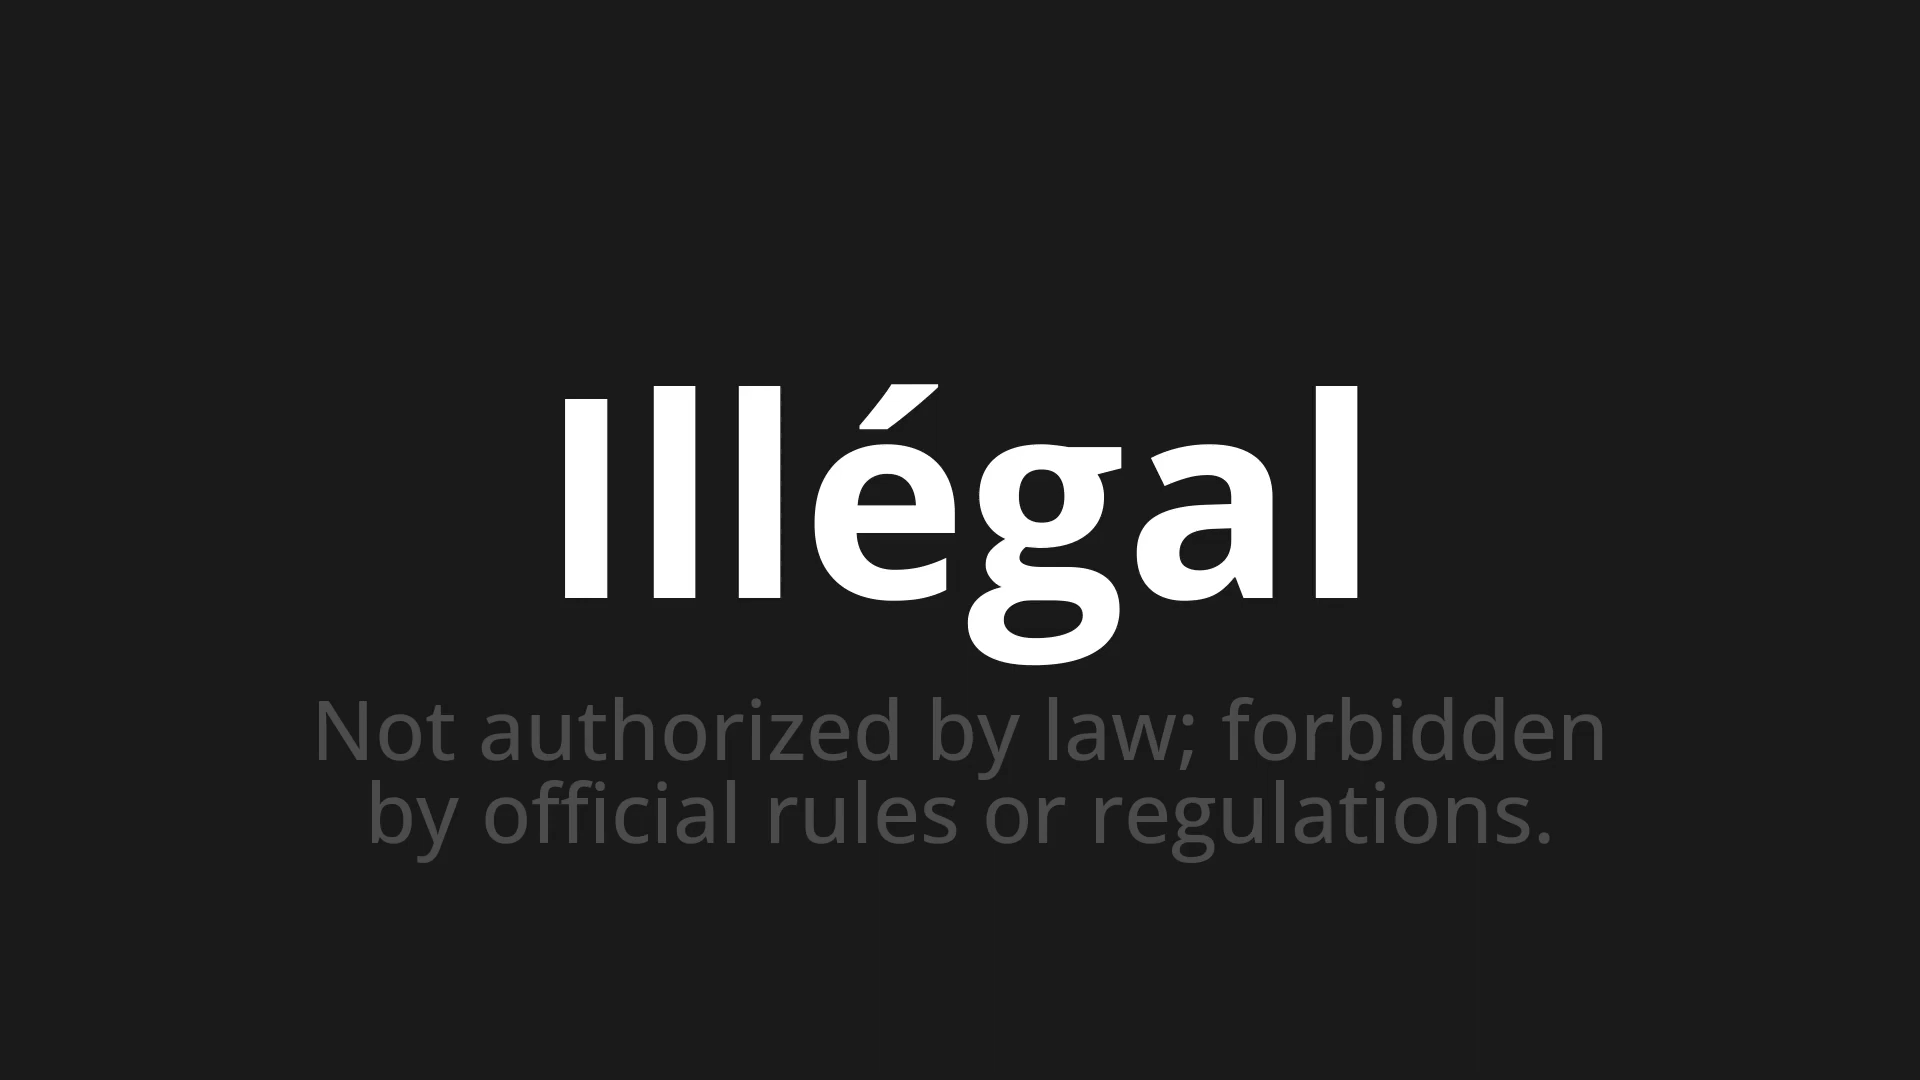 Illégal
Not authorized by law; forbidden
by official rules or regulations.